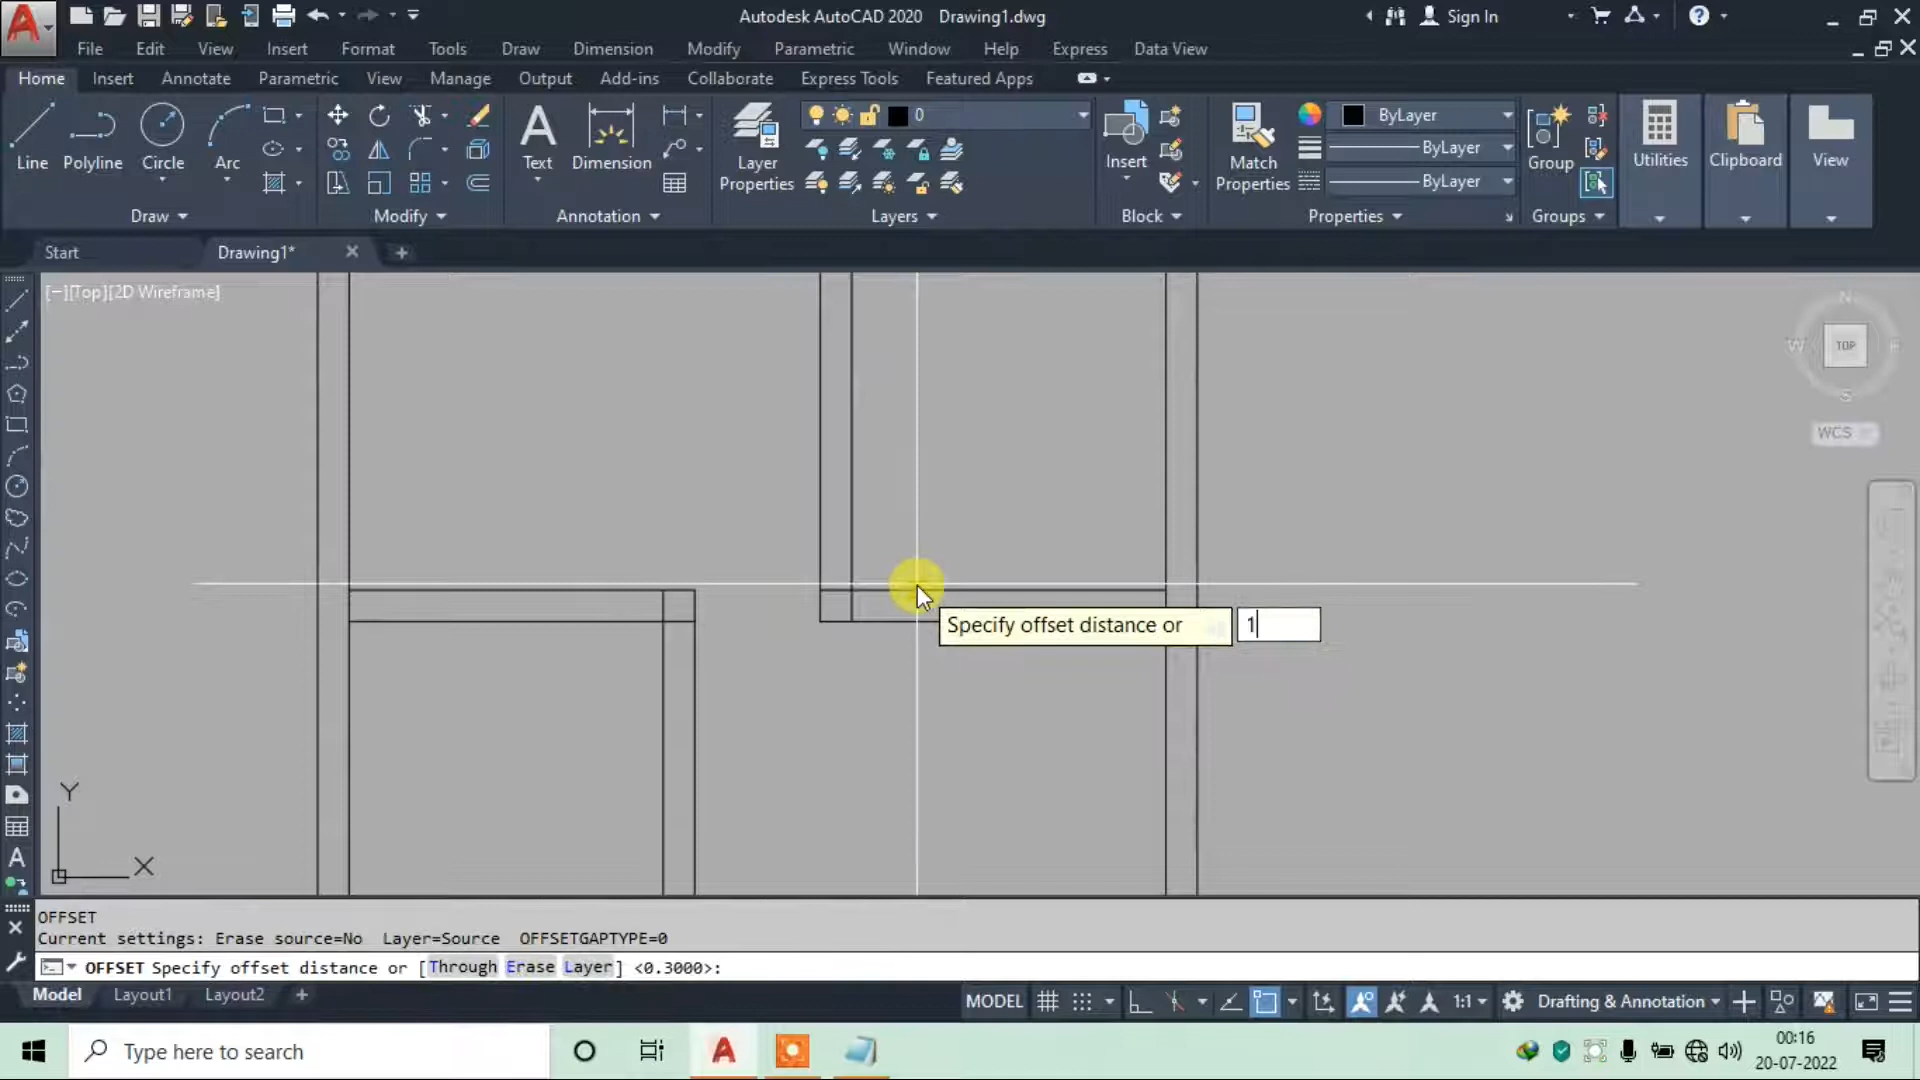 Autodesk AutoCAD 2020 Drawing1.dwg
Sign In
File Edit View Insert Format Tools Draw Dimension Modify Parametric Window Help Express Data View
Home Insert Annotate Parametric View Manage Output Add-ins Collaborate Express Tools Featured Apps
Line Polyline Circle Arc
Text Dimension
Layer Properties
0
Insert
Match Properties
ByLayer
ByLayer
ByLayer
Group
Utilities
Clipboard
View
Draw Modify Annotation Layers Block Properties Groups
Start Drawing1*
[−][Top][2D Wireframe]
N
W TOP E
S
WCS
Specify offset distance or 1
Y
X
A
OFFSET
Current settings: Erase source=No Layer=Source OFFSETGAPTYPE=0
OFFSET Specify offset distance or [Through Erase Layer] <0.3000>:
Model Layout1 Layout2 +
MODEL 1:1 Drafting & Annotation
Type here to search
00:16
20-07-2022